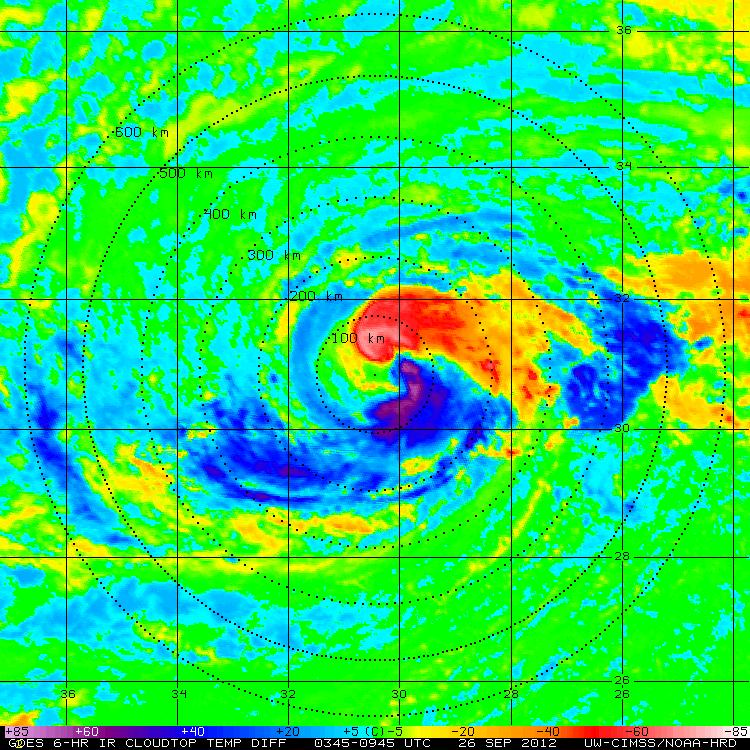 36
600 km
34
500 km
400 km
300 km
200 km
32
100 km
30
28
26
36 34 32 30 28 26
+85 +60 +40 +20 +5 (C) -5 -20 -40 -60 -85
GOES 6-HR IR CLOUDTOP TEMP DIFF 0345-0945 UTC 26 SEP 2012 UW-CIMSS/NOAA HRD